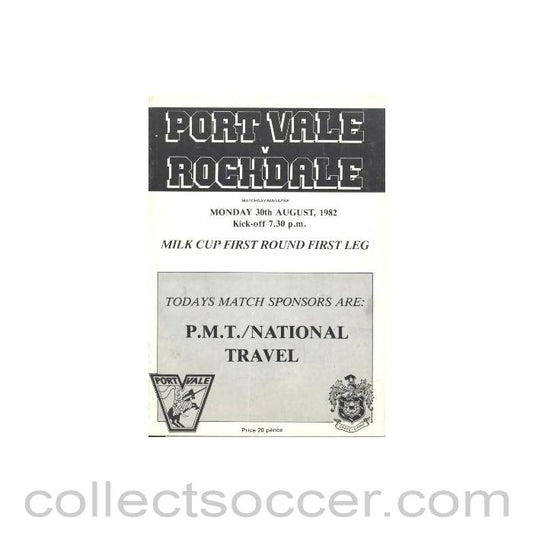 PORT VALE
v
ROCHDALE
MATCHDAY MAGAZINE
MONDAY 30th AUGUST, 1982
Kick-off 7.30 p.m.
MILK CUP FIRST ROUND FIRST LEG
TODAYS MATCH SPONSORS ARE:
P.M.T./NATIONAL
TRAVEL
PORT VALE
Price 20 pence
collectsoccer.com